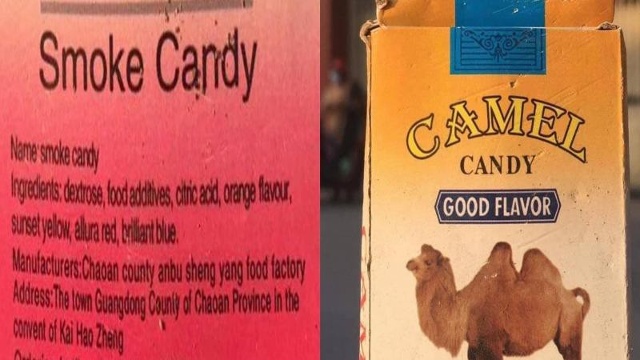 Smoke Candy
Name: smoke candy
Ingredients: dextrose, food additives, citric acid, orange flavour,
sunset yellow, allura red, brilliant blue.
Manufacturers:Chaoan county anbu sheng yang food factory
Address:The town Guangdong County of Chaoan Province in the
convent of Kai Hao Zheng
CAMEL
CANDY
GOOD FLAVOR